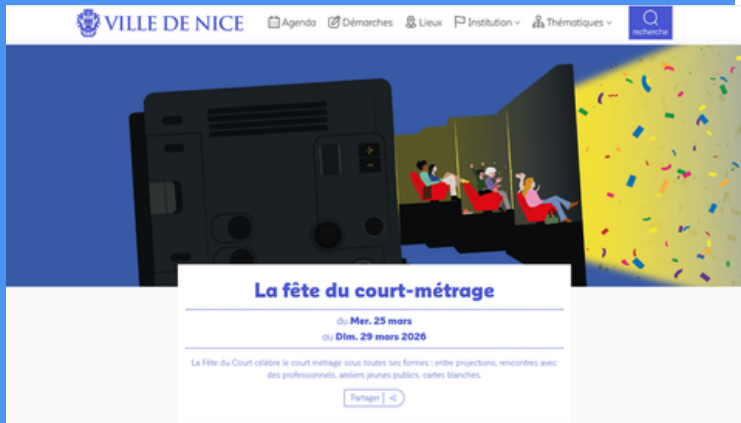 VILLE DE NICE Agenda Démarches Lieux Institution Thématiques recherche
La fête du court-métrage
du Mer. 25 mars
au Dim. 29 mars 2026
La Fête du Court célèbre le court métrage sous toutes ses formes : entre projections, rencontres avec
des professionnels, ateliers jeunes publics, cartes blanches.
Partager